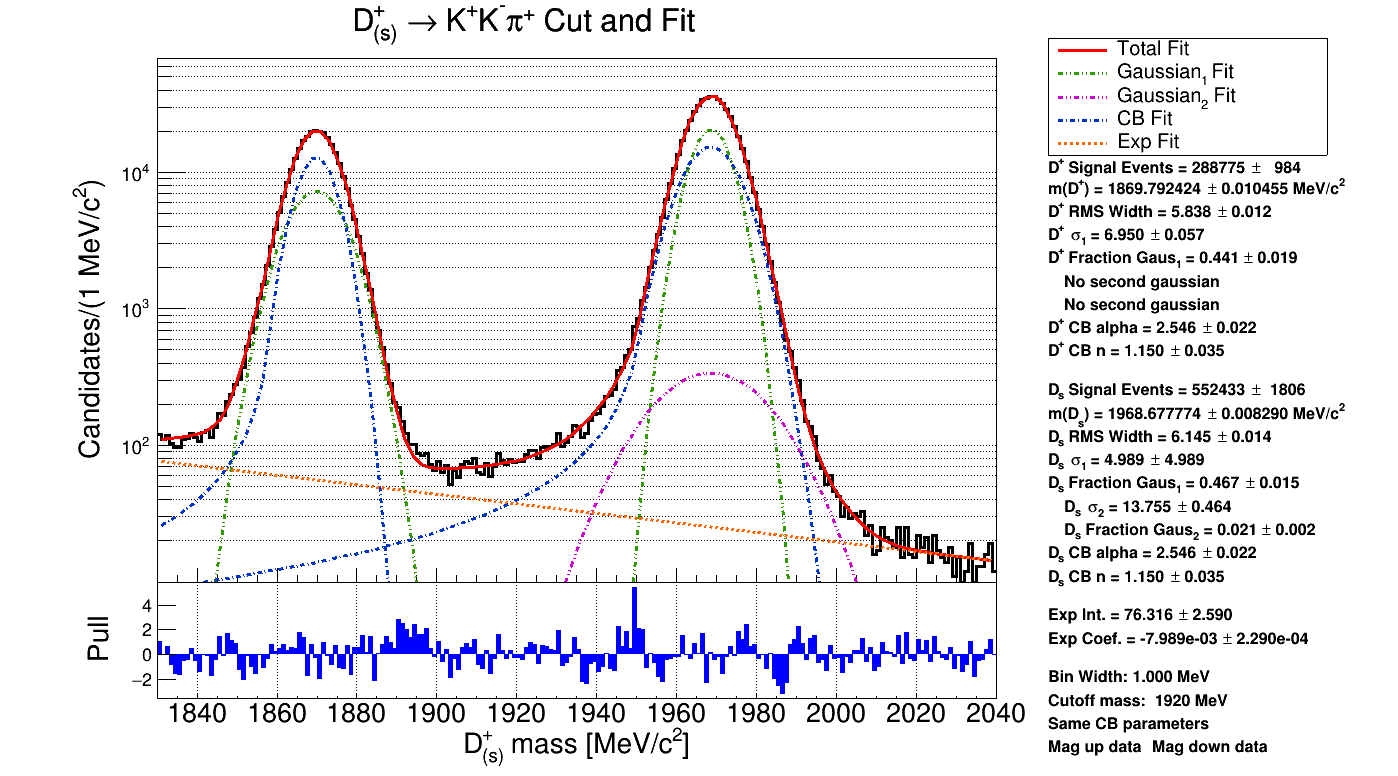 D⁺₍ₛ₎ → K⁺K⁻π⁺ Cut and Fit
Candidates/(1 MeV/c²)
10⁴
10³
10²
Pull
4
2
0
−2
1840 1860 1880 1900 1920 1940 1960 1980 2000 2020 2040
D⁺₍ₛ₎ mass [MeV/c²]
Total Fit
Gaussian₁ Fit
Gaussian₂ Fit
CB Fit
Exp Fit
D⁺ Signal Events = 288775 ± 984
m(D⁺) = 1869.792424 ± 0.010455 MeV/c²
D⁺ RMS Width = 5.838 ± 0.012
D⁺ σ₁ = 6.950 ± 0.057
D⁺ Fraction Gaus₁ = 0.441 ± 0.019
No second gaussian
No second gaussian
D⁺ CB alpha = 2.546 ± 0.022
D⁺ CB n = 1.150 ± 0.035
Dₛ Signal Events = 552433 ± 1806
m(Dₛ) = 1968.677774 ± 0.008290 MeV/c²
Dₛ RMS Width = 6.145 ± 0.014
Dₛ σ₁ = 4.989 ± 4.989
Dₛ Fraction Gaus₁ = 0.467 ± 0.015
Dₛ σ₂ = 13.755 ± 0.464
Dₛ Fraction Gaus₂ = 0.021 ± 0.002
Dₛ CB alpha = 2.546 ± 0.022
Dₛ CB n = 1.150 ± 0.035
Exp Int. = 76.316 ± 2.590
Exp Coef. = -7.989e-03 ± 2.290e-04
Bin Width: 1.000 MeV
Cutoff mass: 1920 MeV
Same CB parameters
Mag up data Mag down data